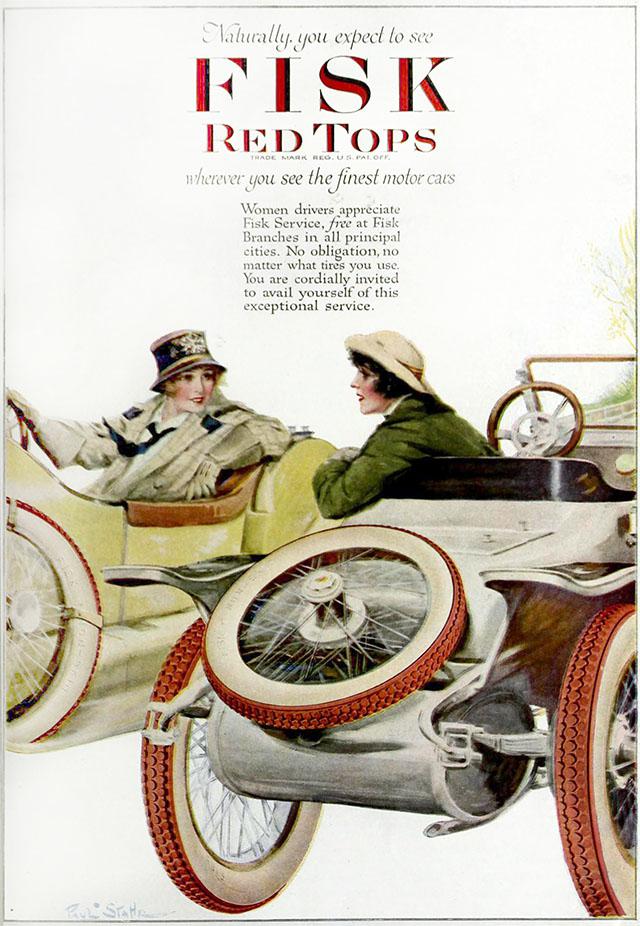 Naturally, you expect to see
FISK
RED TOPS
TRADE MARK REG. U.S. PAT. OFF.
wherever you see the finest motor cars
Women drivers appreciate
Fisk Service, free at Fisk
Branches in all principal
cities. No obligation, no
matter what tires you use.
You are cordially invited
to avail yourself of this
exceptional service.
Paul Stahr